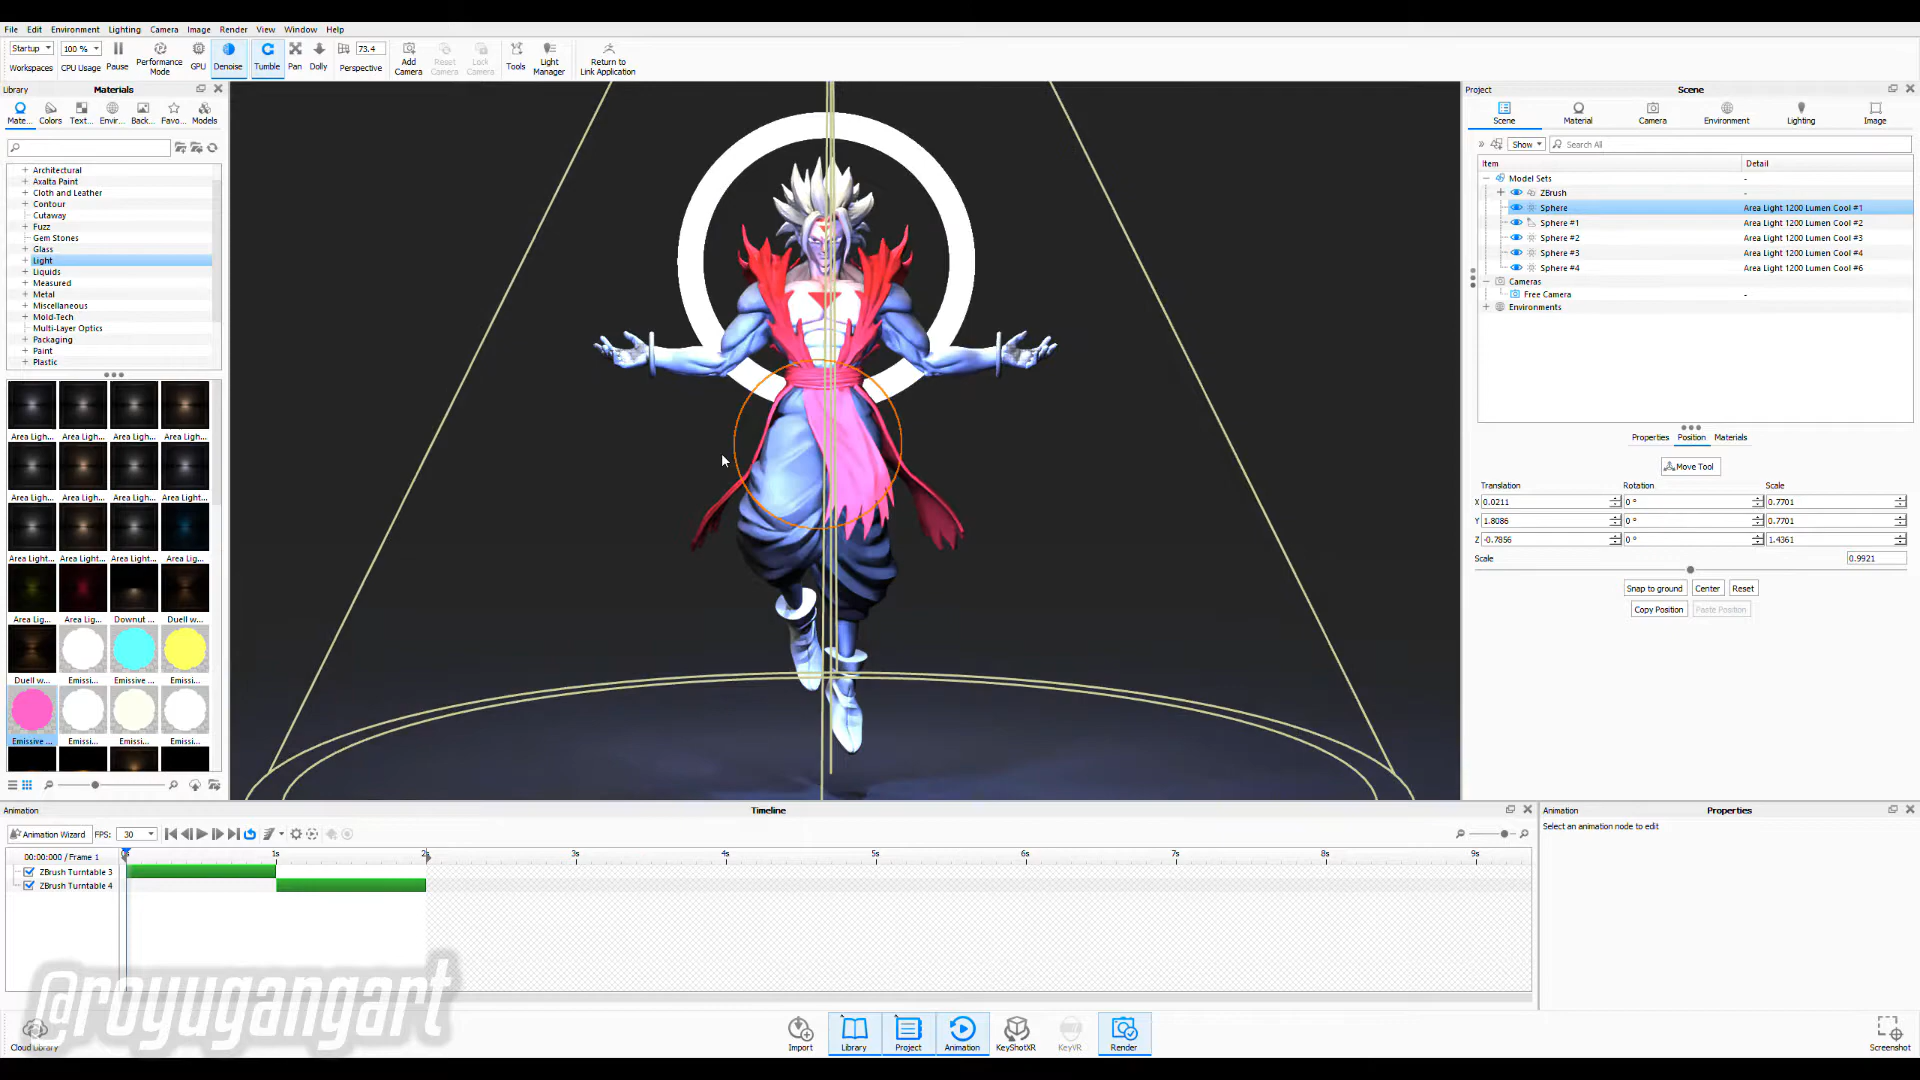 File Edit Environment Lighting Camera Image Render View Window Help
Startup 100 % 73.4
Workspaces CPU Usage Pause Performance Mode GPU Denoise Tumble Pan Dolly Perspective Add Camera Reset Camera Lock Camera Tools Light Manager Return to Link Application
Library Materials
Mate... Colors Text... Envir... Back... Favo... Models
Architectural
Axalta Paint
Cloth and Leather
Contour
Cutaway
Fuzz
Gem Stones
Glass
Light
Liquids
Measured
Metal
Miscellaneous
Mold-Tech
Multi-Layer Optics
Packaging
Paint
Plastic
Area Ligh... Area Ligh... Area Ligh... Area Ligh...
Area Ligh... Area Light... Area Light... Area Light...
Area Light... Area Light... Area Light... Area Lig...
Area Lig... Area Lig... Downut ... Duell w...
Duell w... Emissi... Emissive ... Emissi...
Emissive ... Emissi... Emissi... Emissi...
Project Scene
Scene Material Camera Environment Lighting Image
Show Search All
Item Detail
Model Sets -
ZBrush -
Sphere Area Light 1200 Lumen Cool #1
Sphere #1 Area Light 1200 Lumen Cool #2
Sphere #2 Area Light 1200 Lumen Cool #3
Sphere #3 Area Light 1200 Lumen Cool #4
Sphere #4 Area Light 1200 Lumen Cool #6
Cameras
Free Camera -
Environments
Properties Position Materials
Move Tool
Translation Rotation Scale
X 0.0211 0 ° 0.7701
Y 1.8086 0 ° 0.7701
Z -0.7856 0 ° 1.4361
Scale 0.9921
Snap to ground Center Reset
Copy Position Paste Position
Animation Timeline
Animation Wizard FPS: 30
00:00:000 / Frame 1 1s 2s 3s 4s 5s 6s 7s 8s 9s
ZBrush Turntable 3
ZBrush Turntable 4
Animation Properties
Select an animation node to edit
@royugangart
Cloud Library Import Library Project Animation KeyShotXR KeyVR Render Screenshot